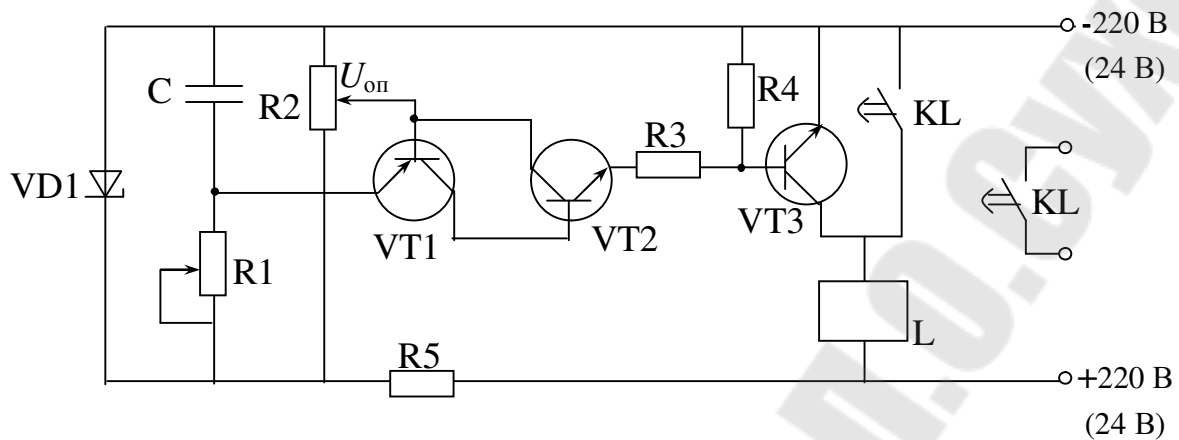 -220 В
(24 В)
C
R2
Uоп
R4
KL
R3
VD1
KL
VT1
VT2
VT3
R1
L
R5
+220 В
(24 В)